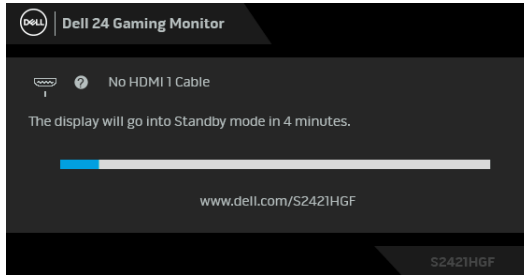 DELL
Dell 24 Gaming Monitor
No HDMI 1 Cable
The display will go into Standby mode in 4 minutes.
www.dell.com/S2421HGF
S2421HGF